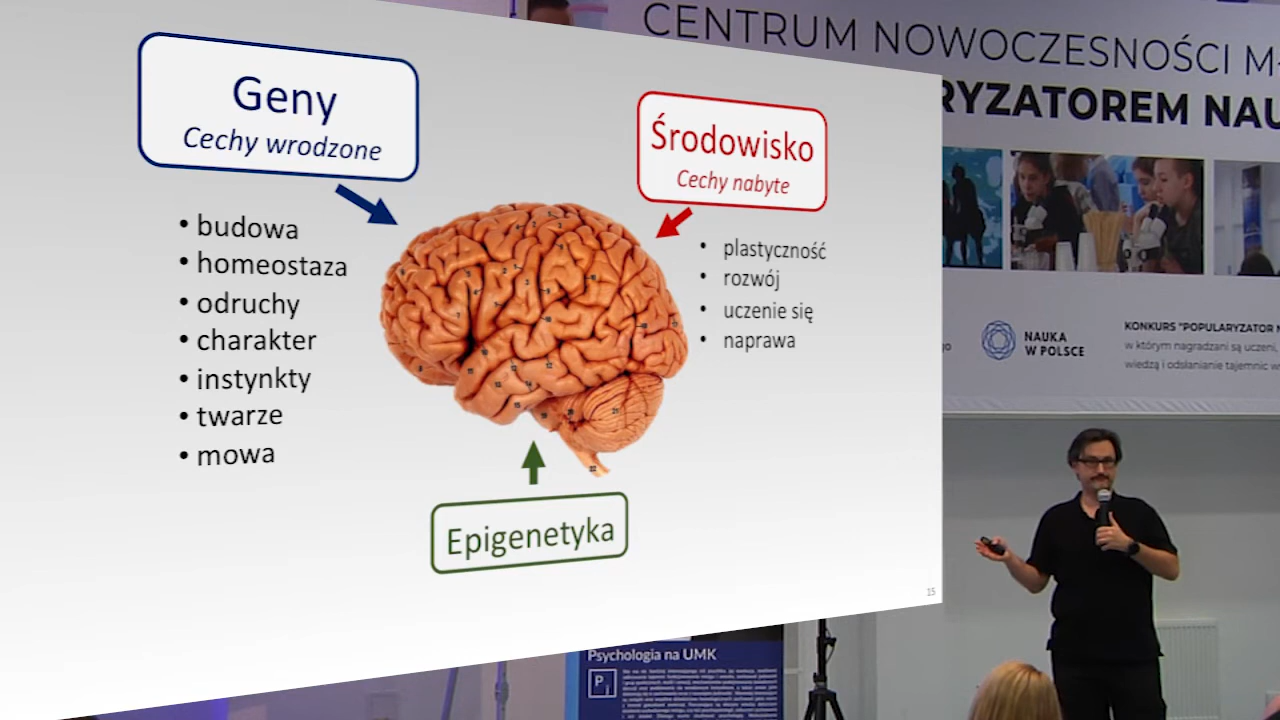 Geny
Cechy wrodzone
• budowa
• homeostaza
• odruchy
• charakter
• instynkty
• twarze
• mowa
Środowisko
Cechy nabyte
• plastyczność
• rozwój
• uczenie się
• naprawa
Epigenetyka
15
CENTRUM NOWOCZESNOŚCI
RYZATOREM NAU
NAUKA
W POLSCE
KONKURS "POPULARYZATOR
w którym nagradzani są uczeni,
wiedzą i odsłanianie tajemnic
Psychologia na UMK